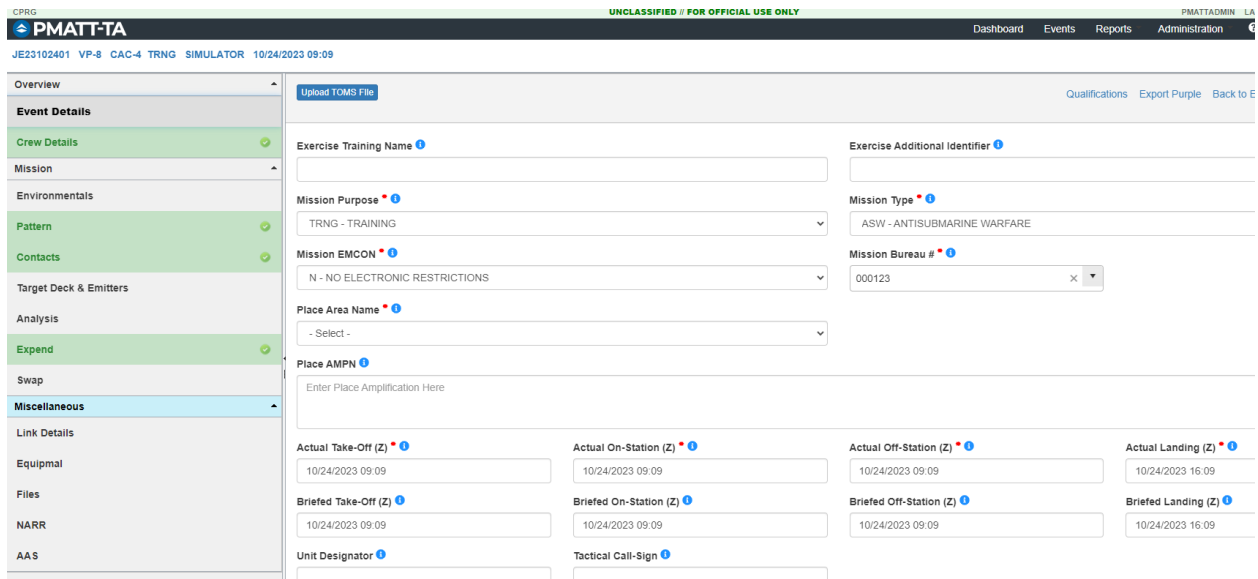 CPRG UNCLASSIFIED // FOR OFFICIAL USE ONLY PMATTADMIN LA
PMATT-TA Dashboard Events Reports Administration
JE23102401 VP-8 CAC-4 TRNG SIMULATOR 10/24/2023 09:09
Overview
Event Details
Crew Details
Mission
Environmentals
Pattern
Contacts
Target Deck & Emitters
Analysis
Expend
Swap
Miscellaneous
Link Details
Equipmal
Files
NARR
AAS
Upload TOMS File Qualifications Export Purple Back to E
Exercise Training Name Exercise Additional Identifier
Mission Purpose * Mission Type *
TRNG - TRAINING ASW - ANTISUBMARINE WARFARE
Mission EMCON * Mission Bureau # *
N - NO ELECTRONIC RESTRICTIONS 000123
Place Area Name *
- Select -
Place AMPN
Enter Place Amplification Here
Actual Take-Off (Z) * Actual On-Station (Z) * Actual Off-Station (Z) * Actual Landing (Z) *
10/24/2023 09:09 10/24/2023 09:09 10/24/2023 09:09 10/24/2023 16:09
Briefed Take-Off (Z) Briefed On-Station (Z) Briefed Off-Station (Z) Briefed Landing (Z)
10/24/2023 09:09 10/24/2023 09:09 10/24/2023 09:09 10/24/2023 16:09
Unit Designator Tactical Call-Sign